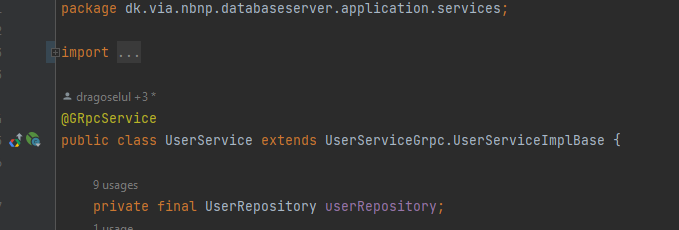 package dk.via.nbnp.databaseserver.application.services;
import ...
dragoselul +3 *
@GRpcService
public class UserService extends UserServiceGrpc.UserServiceImplBase {
9 usages
private final UserRepository userRepository;
1 usage